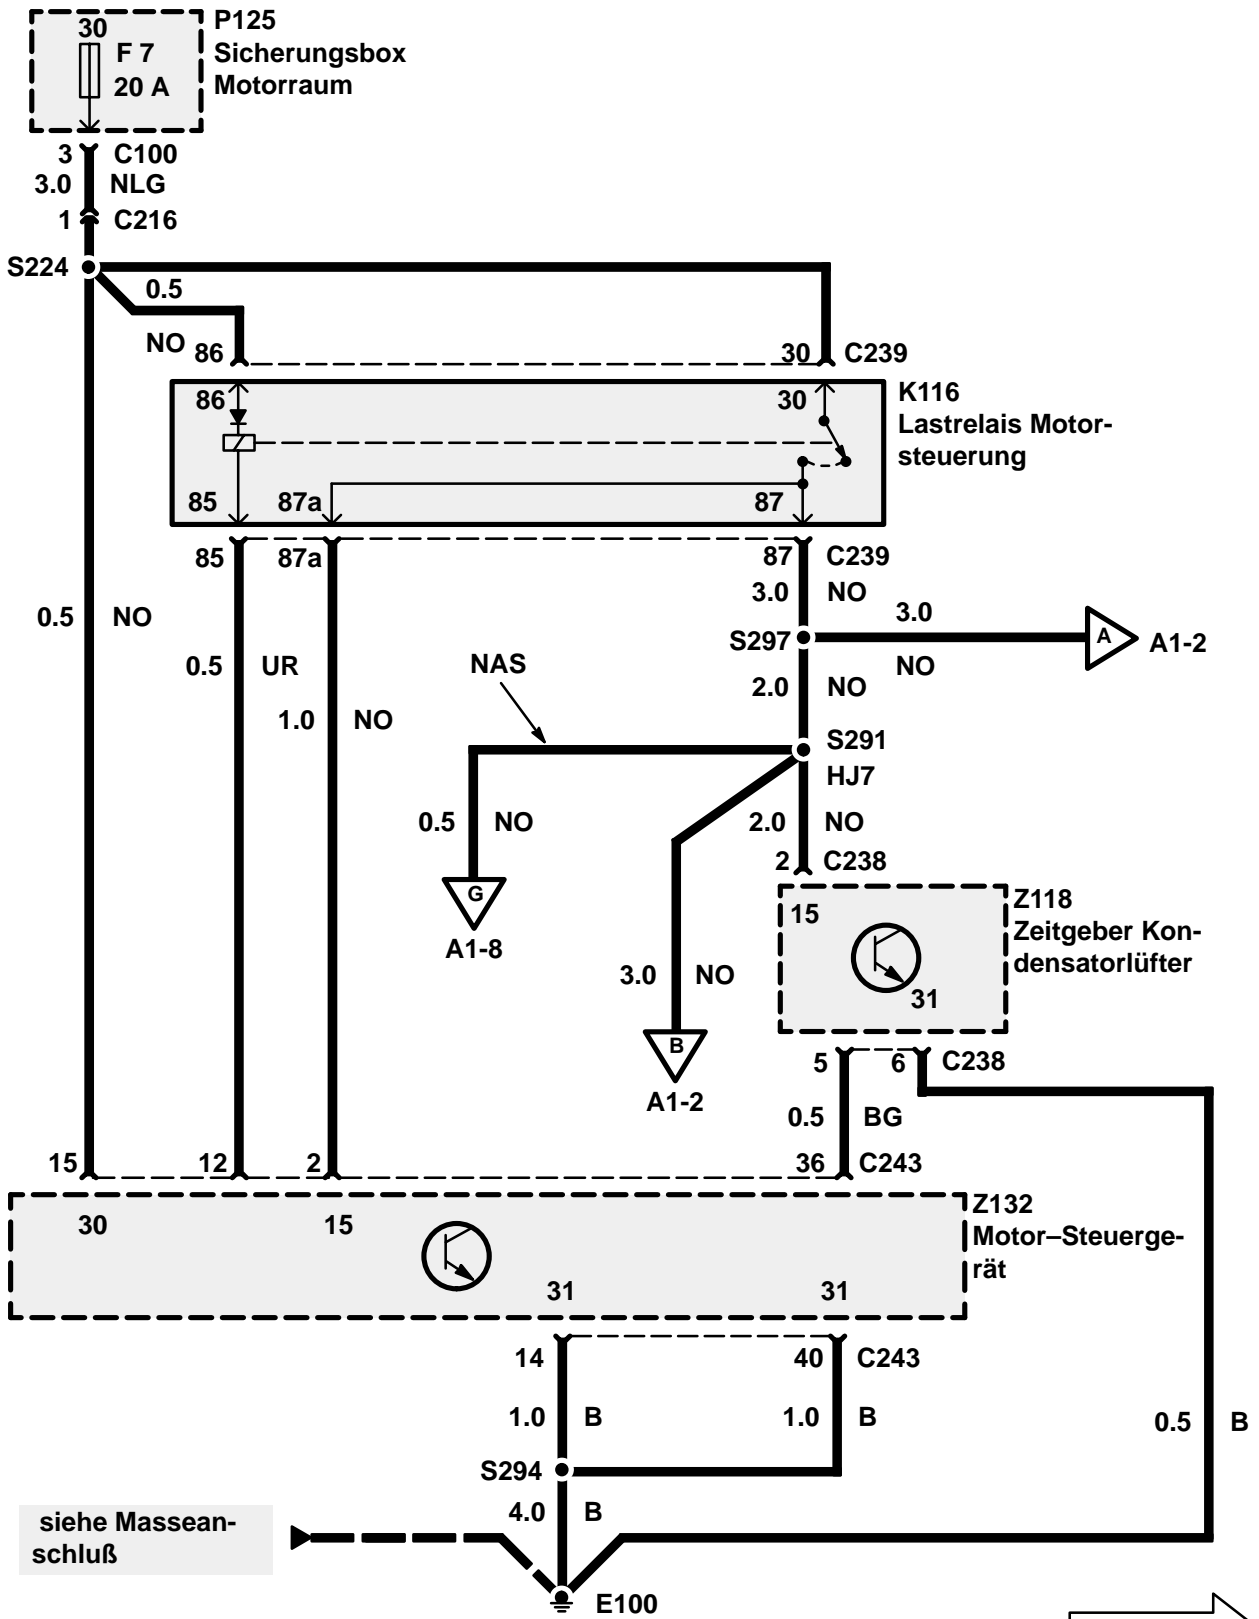 30
F 7
20 A
P125
Sicherungsbox
Motorraum
3 C100
3.0 NLG
1 C216
S224
0.5
NO
86
30 C239
86
30
K116
Lastrelais Motor-
steuerung
85
87a
87
85
87a
87 C239
3.0 NO
0.5 NO
3.0
S297
A A1-2
NO
0.5 UR
NAS
2.0 NO
1.0 NO
S291
HJ7
0.5 NO
2.0 NO
2 C238
G
A1-8
15
31
Z118
Zeitgeber Kon-
densatorlüfter
3.0 NO
B
A1-2
5
6 C238
0.5 BG
15
12
2
36 C243
30
15
31
31
Z132
Motor–Steuerge-
rät
14
40 C243
1.0 B
1.0 B
0.5 B
S294
4.0 B
siehe Massean-
schluß
E100